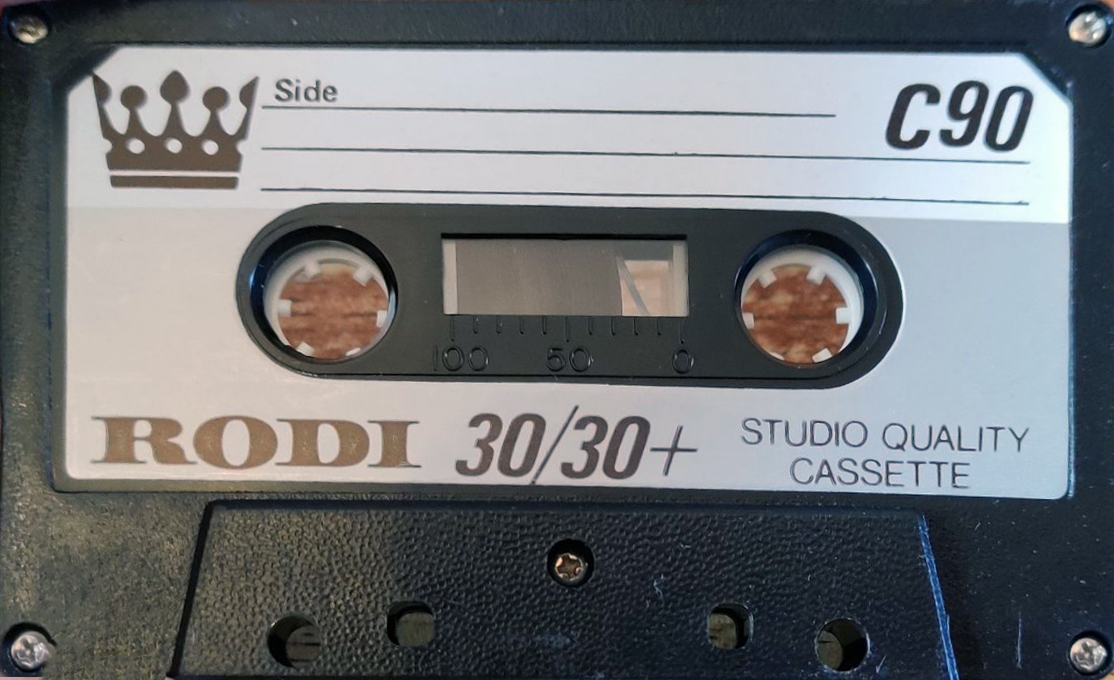 Side
C90
100 50 0
RODI 30/30+ STUDIO QUALITY
CASSETTE